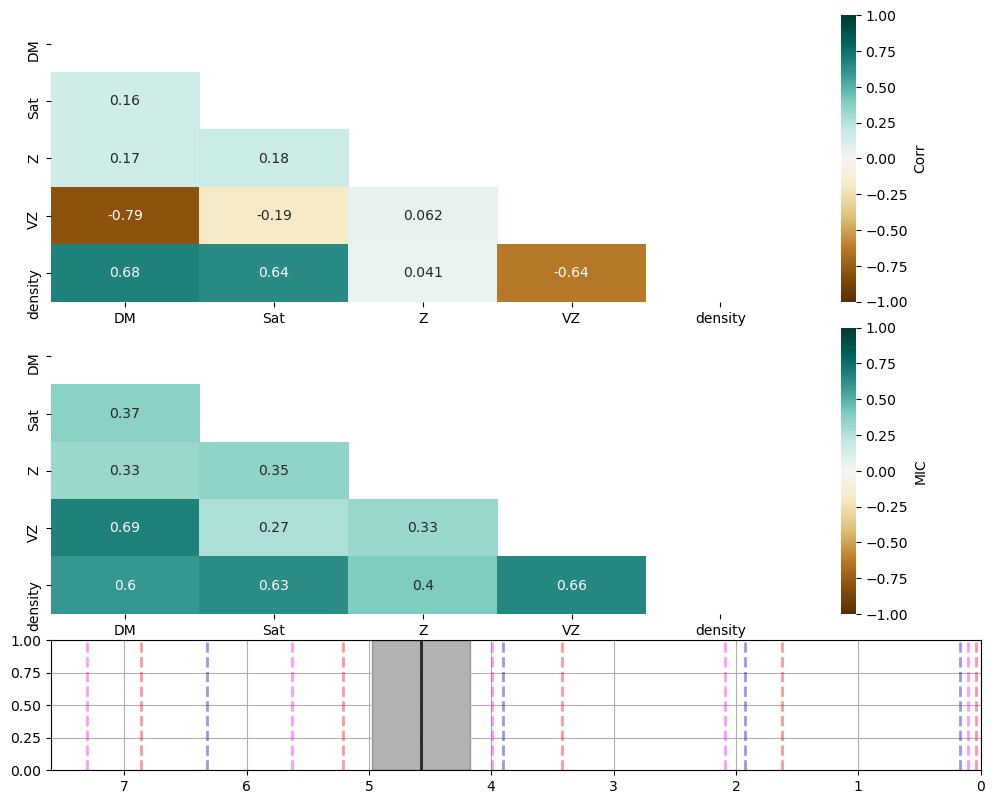 DM
Sat
Z
VZ
density
0.16
0.17 0.18
-0.79 -0.19 0.062
0.68 0.64 0.041 -0.64
DM Sat Z VZ density
1.00
0.75
0.50
0.25
0.00
−0.25
−0.50
−0.75
−1.00
Corr
DM
Sat
Z
VZ
density
0.37
0.33 0.35
0.69 0.27 0.33
0.6 0.63 0.4 0.66
DM Sat Z VZ density
1.00
0.75
0.50
0.25
0.00
−0.25
−0.50
−0.75
−1.00
MIC
1.00
0.75
0.50
0.25
0.00
7 6 5 4 3 2 1 0